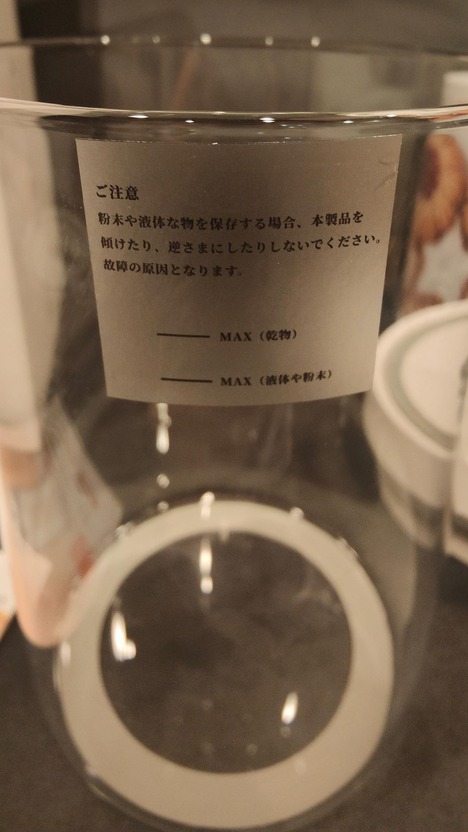 ご注意
粉末や液体な物を保存する場合、本製品を
傾けたり、逆さまにしたりしないでください。
故障の原因となります。
MAX（乾物）
MAX（液体や粉末）